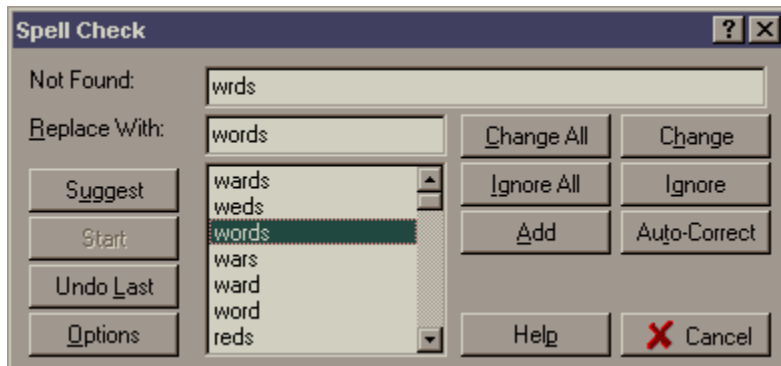 Spell Check
Not Found: wrds
Replace With: words Change All Change
Suggest wards Ignore All Ignore
weds
Start words Add Auto-Correct
wars
Undo Last ward
word
Options reds Help Cancel